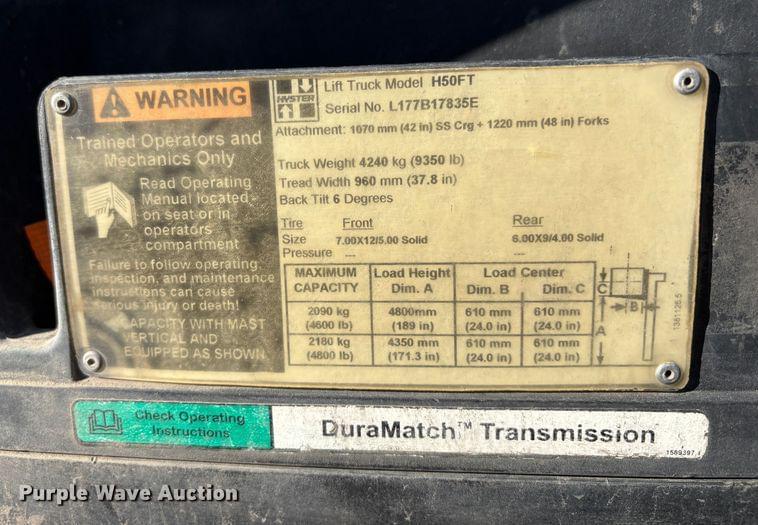 WARNING
Trained Operators and
Mechanics Only
Read Operating
Manual located
on seat or in
operators
compartment
Failure to follow operating,
inspection, and maintenance
instructions can cause
serious injury or death!
CAPACITY WITH MAST
VERTICAL AND
EQUIPPED AS SHOWN
HYSTER
Lift Truck Model H50FT
Serial No. L177B17835E
Attachment: 1070 mm (42 in) SS Crg + 1220 mm (48 in) Forks
Truck Weight 4240 kg (9350 lb)
Tread Width 960 mm (37.8 in)
Back Tilt 6 Degrees
Tire Front Rear
Size 7.00X12/5.00 Solid 6.00X9/4.00 Solid
Pressure --- ---
MAXIMUM Load Height Load Center
CAPACITY Dim. A Dim. B Dim. C
2090 kg 4800mm 610 mm 610 mm
(4600 lb) (189 in) (24.0 in) (24.0 in)
2180 kg 4350 mm 610 mm 610 mm
(4800 lb) (171.3 in) (24.0 in) (24.0 in)
C
B
A
1381126.5
Check Operating
Instructions
DuraMatch™ Transmission
1589397
Purple Wave Auction